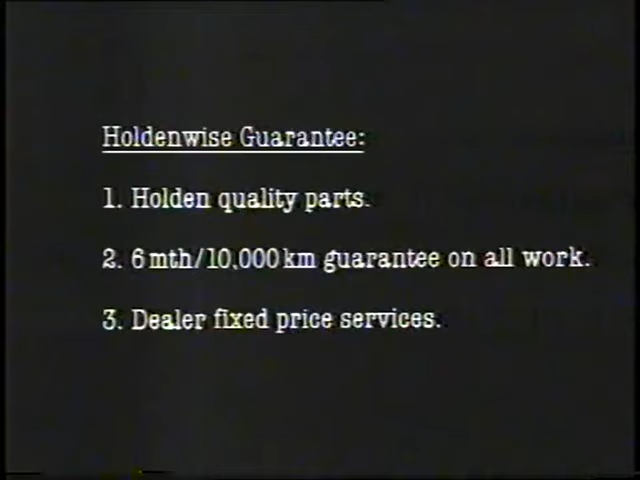 Holdenwise Guarantee:
1. Holden quality parts.
2. 6 mth/10,000 km guarantee on all work.
3. Dealer fixed price services.